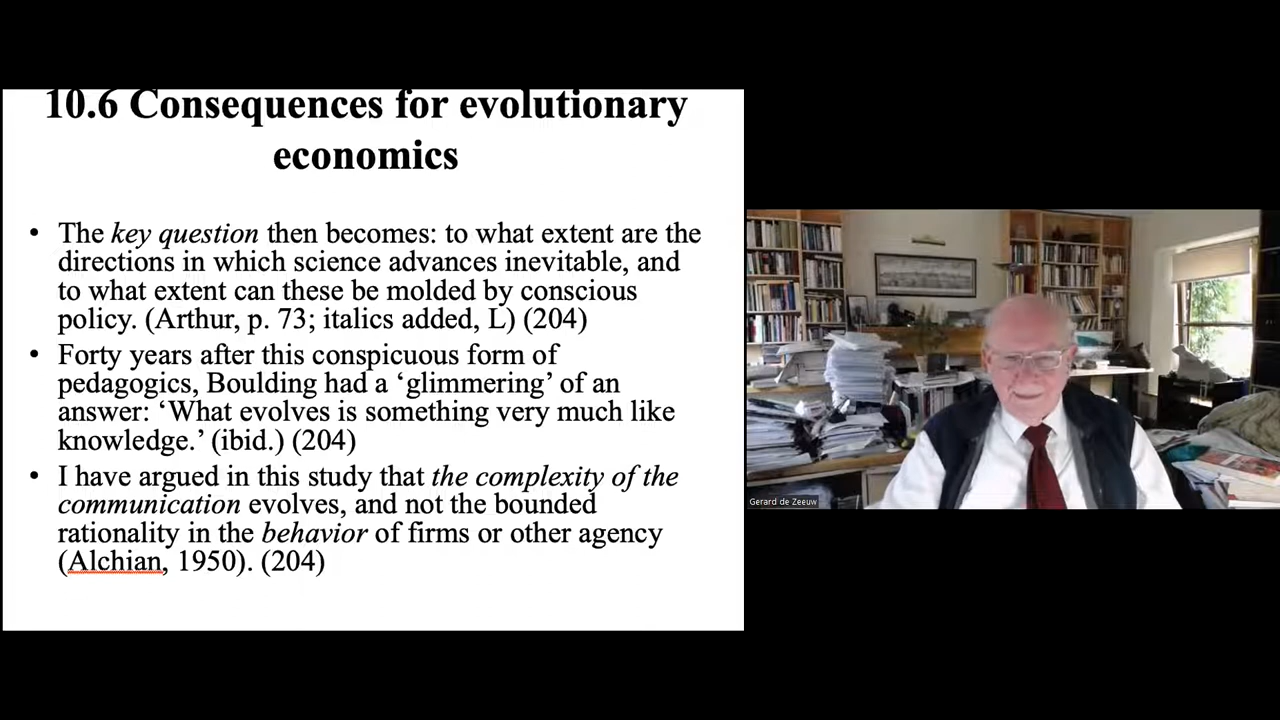 10.6 Consequences for evolutionary
economics
• The key question then becomes: to what extent are the
directions in which science advances inevitable, and
to what extent can these be molded by conscious
policy. (Arthur, p. 73; italics added, L) (204)
• Forty years after this conspicuous form of
pedagogics, Boulding had a ‘glimmering’ of an
answer: ‘What evolves is something very much like
knowledge.’ (ibid.) (204)
• I have argued in this study that the complexity of the
communication evolves, and not the bounded
rationality in the behavior of firms or other agency
(Alchian, 1950). (204)
Gerard de Zeeuw